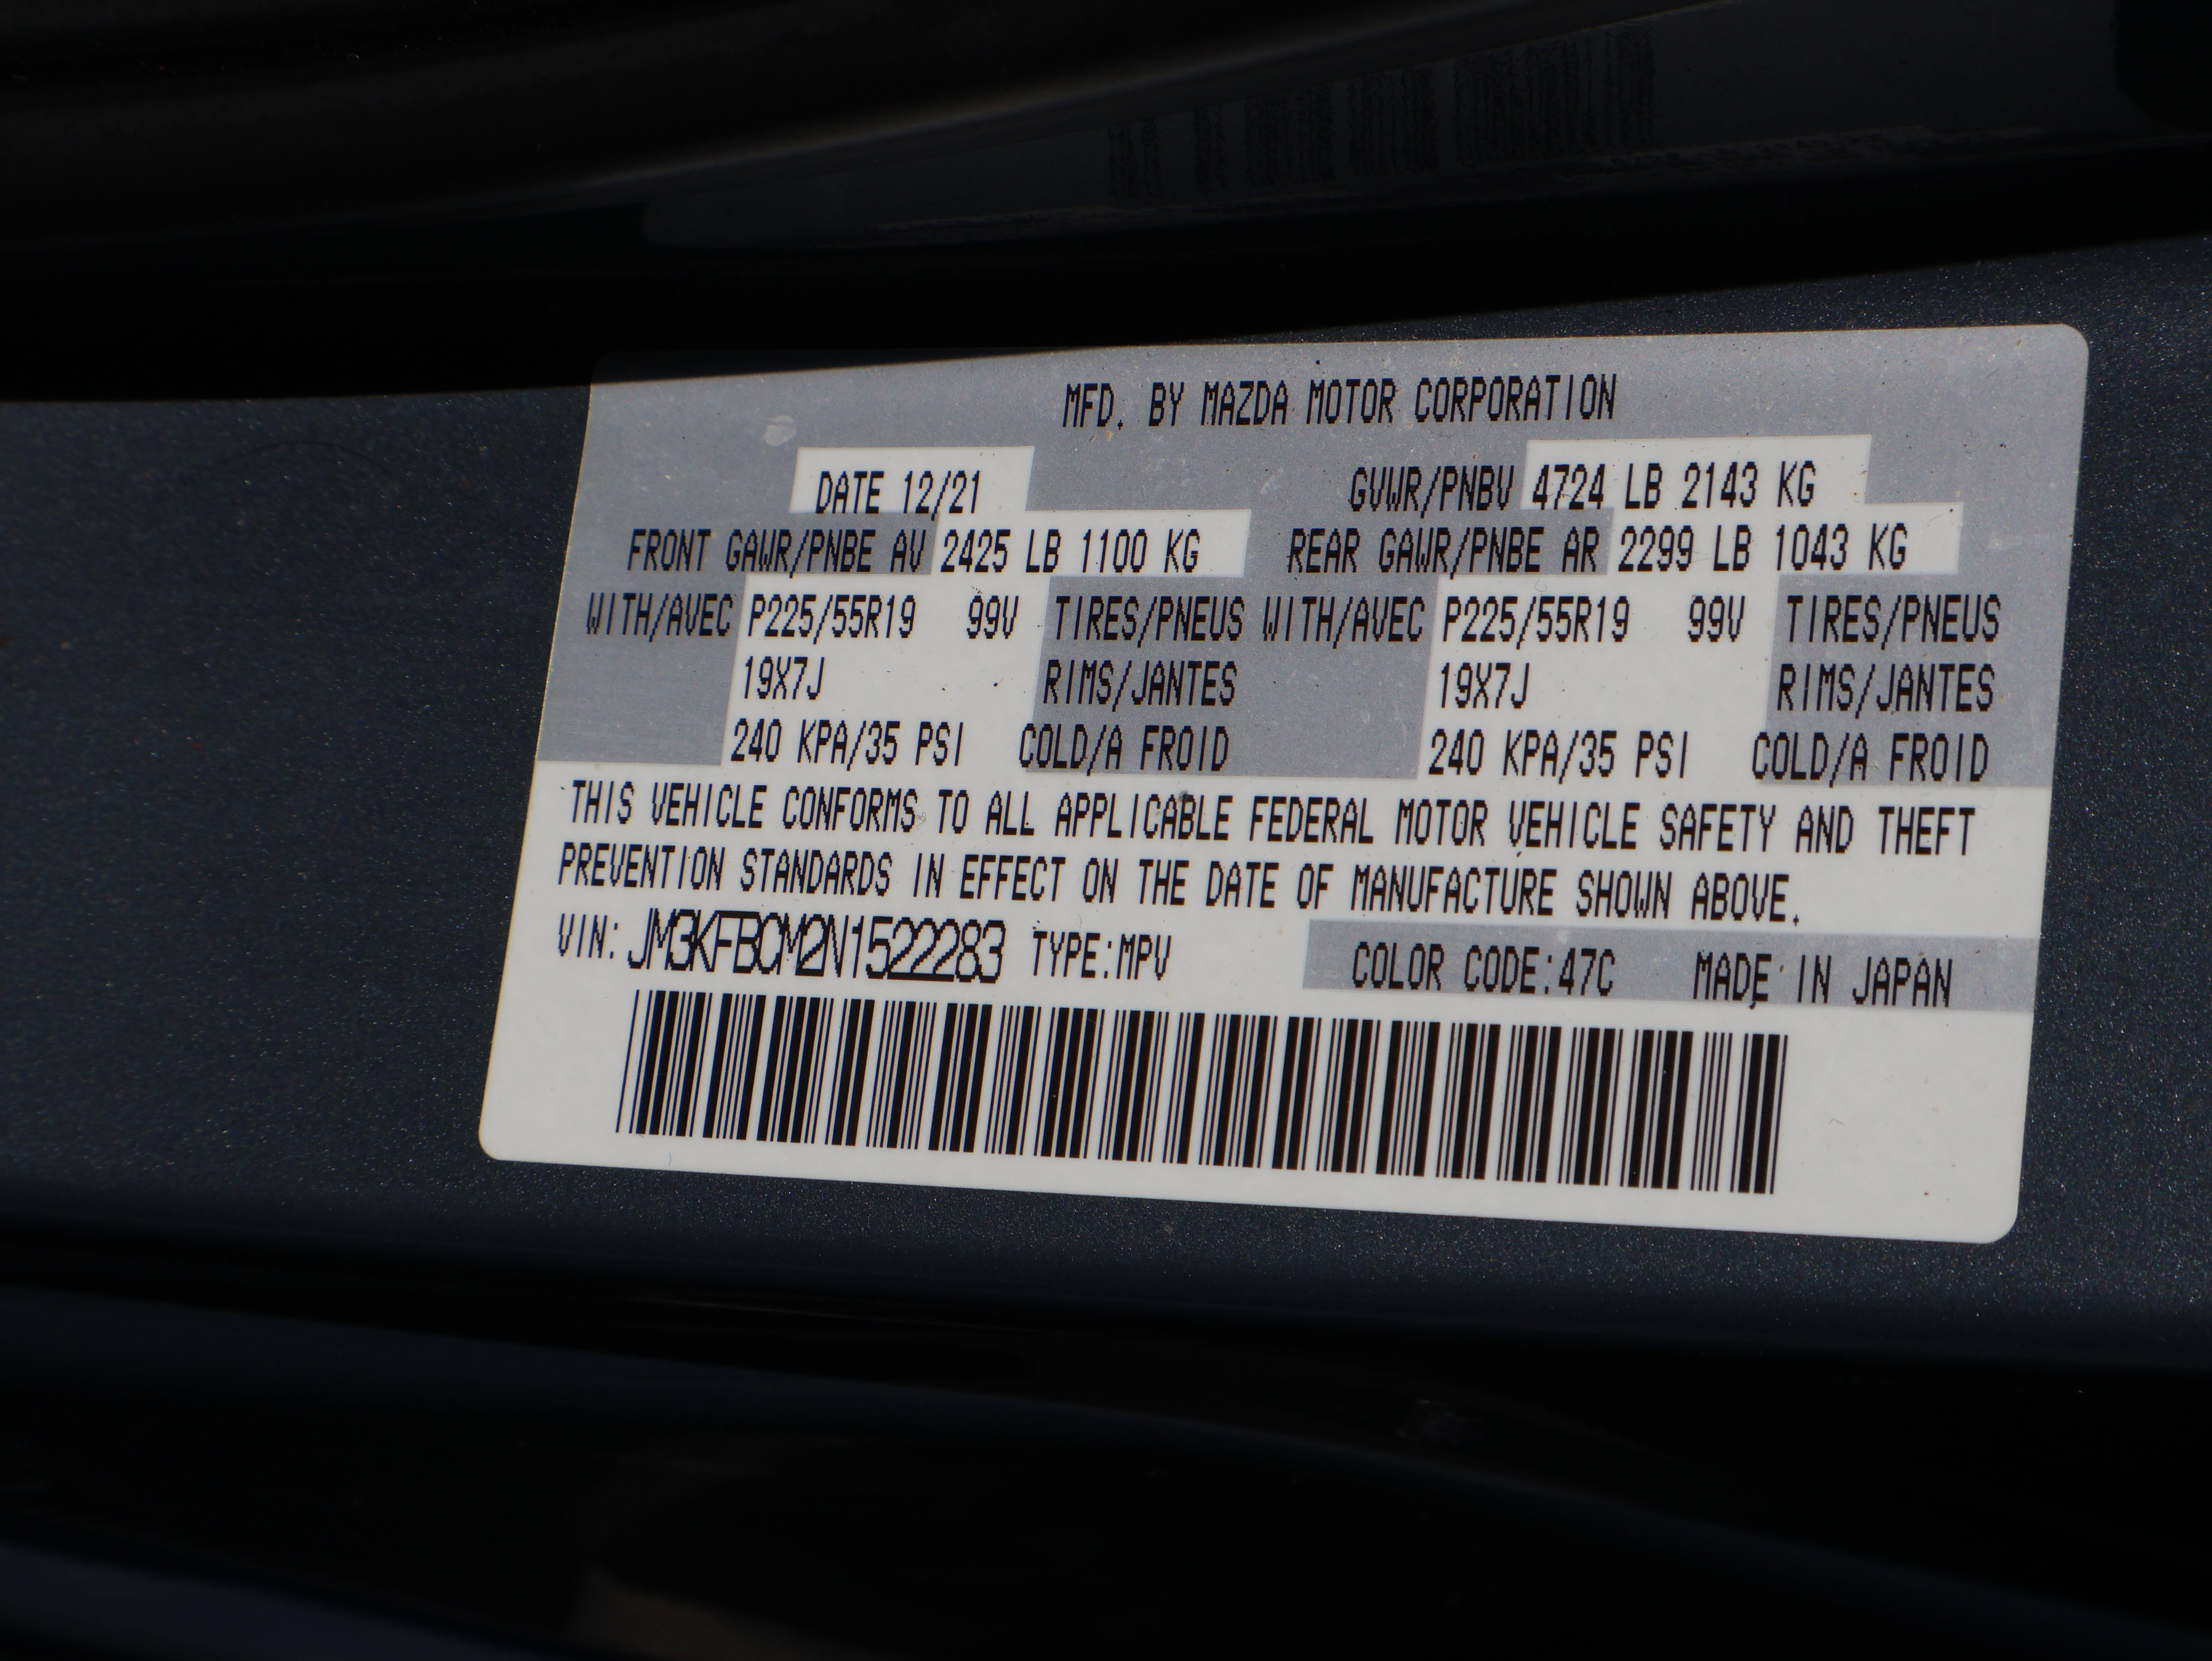 MFD. BY MAZDA MOTOR CORPORATION
DATE 12/21 GVWR/PNBV 4724 LB 2143 KG
FRONT GAWR/PNBE AV 2425 LB 1100 KG REAR GAWR/PNBE AR 2299 LB 1043 KG
WITH/AVEC P225/55R19 99V TIRES/PNEUS WITH/AVEC P225/55R19 99V TIRES/PNEUS
19X7J RIMS/JANTES 19X7J RIMS/JANTES
240 KPA/35 PSI COLD/A FROID 240 KPA/35 PSI COLD/A FROID
THIS VEHICLE CONFORMS TO ALL APPLICABLE FEDERAL MOTOR VEHICLE SAFETY AND THEFT
PREVENTION STANDARDS IN EFFECT ON THE DATE OF MANUFACTURE SHOWN ABOVE.
VIN: JM3KFBCM2N1522283 TYPE:MPV COLOR CODE:47C MADE IN JAPAN